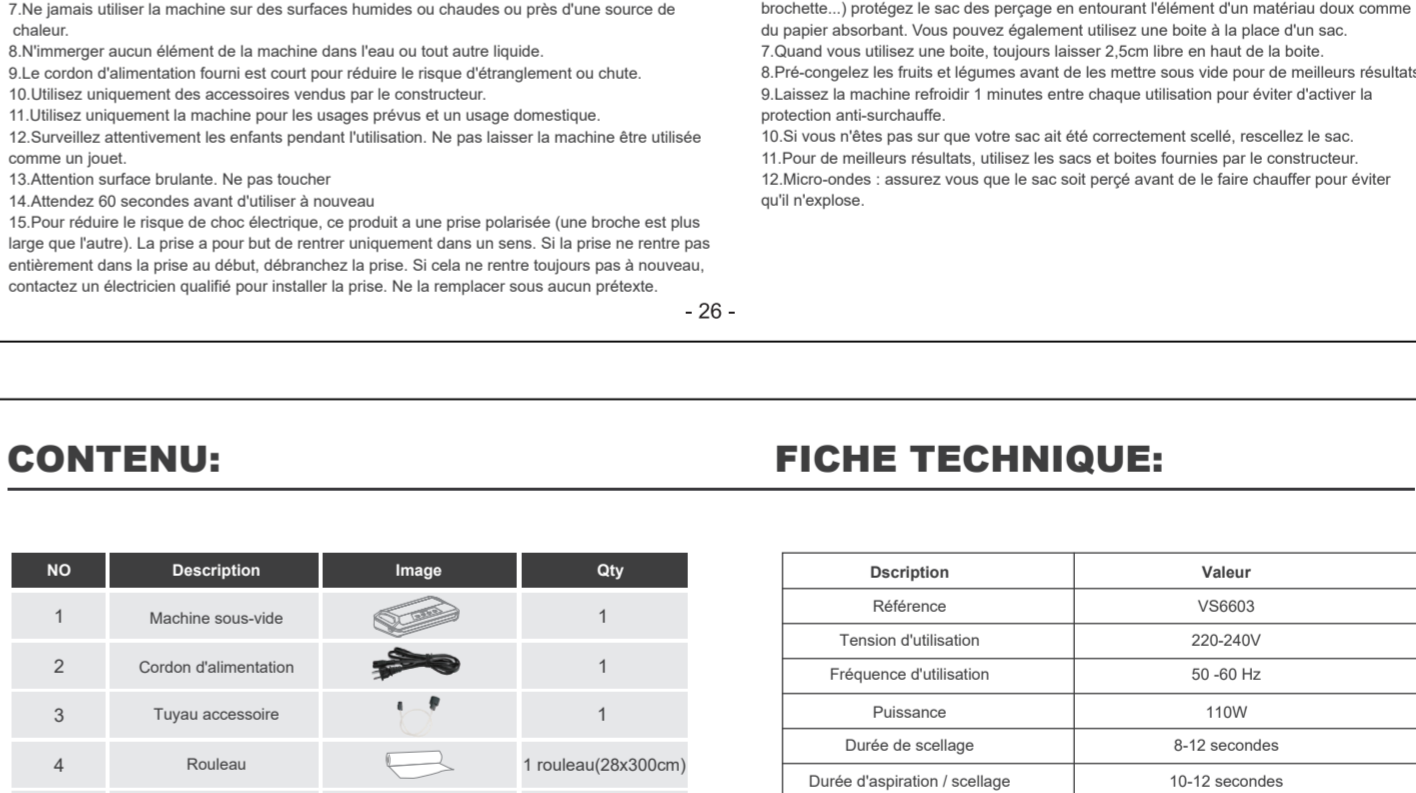 7.Ne jamais utiliser la machine sur des surfaces humides ou chaudes ou près d'une source de
chaleur.
8.N'immerger aucun élément de la machine dans l'eau ou tout autre liquide.
9.Le cordon d'alimentation fourni est court pour réduire le risque d'étranglement ou chute.
10.Utilisez uniquement des accessoires vendus par le constructeur.
11.Utilisez uniquement la machine pour les usages prévus et un usage domestique.
12.Surveillez attentivement les enfants pendant l'utilisation. Ne pas laisser la machine être utilisée
comme un jouet.
13.Attention surface brulante. Ne pas toucher
14.Attendez 60 secondes avant d'utiliser à nouveau
15.Pour réduire le risque de choc électrique, ce produit a une prise polarisée (une broche est plus
large que l'autre). La prise a pour but de rentrer uniquement dans un sens. Si la prise ne rentre pas
entièrement dans la prise au début, débranchez la prise. Si cela ne rentre toujours pas à nouveau,
contactez un électricien qualifié pour installer la prise. Ne la remplacer sous aucun prétexte.
brochette...) protégez le sac des perçage en entourant l'élément d'un matériau doux comme
du papier absorbant. Vous pouvez également utilisez une boite à la place d'un sac.
7.Quand vous utilisez une boite, toujours laisser 2,5cm libre en haut de la boite.
8.Pré-congelez les fruits et légumes avant de les mettre sous vide pour de meilleurs résultats
9.Laissez la machine refroidir 1 minutes entre chaque utilisation pour éviter d'activer la
protection anti-surchauffe.
10.Si vous n'êtes pas sur que votre sac ait été correctement scellé, rescellez le sac.
11.Pour de meilleurs résultats, utilisez les sacs et boites fournies par le constructeur.
12.Micro-ondes : assurez vous que le sac soit perçé avant de le faire chauffer pour éviter
qu'il n'explose.
- 26 -
CONTENU:
NO Description Image Qty
1 Machine sous-vide 1
2 Cordon d'alimentation 1
3 Tuyau accessoire 1
4 Rouleau 1 rouleau(28x300cm)
FICHE TECHNIQUE:
Dscription Valeur
Référence VS6603
Tension d'utilisation 220-240V
Fréquence d'utilisation 50 -60 Hz
Puissance 110W
Durée de scellage 8-12 secondes
Durée d'aspiration / scellage 10-12 secondes